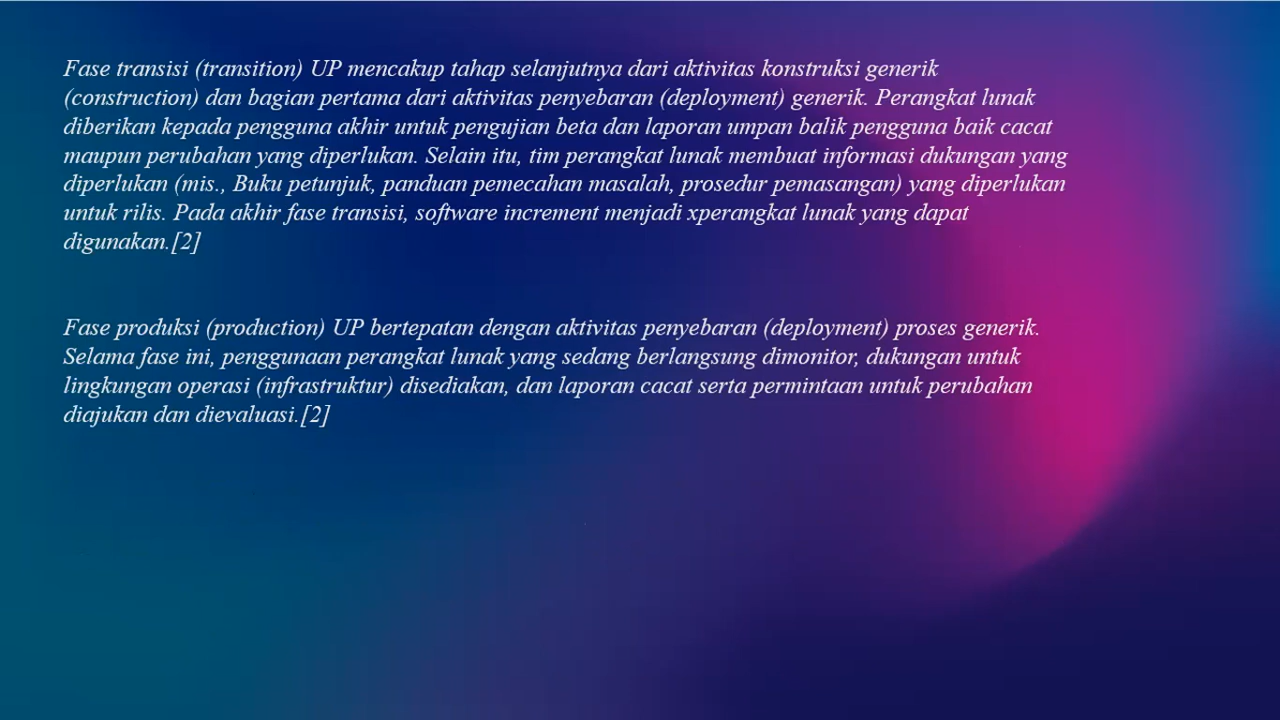 Fase transisi (transition) UP mencakup tahap selanjutnya dari aktivitas konstruksi generik
(construction) dan bagian pertama dari aktivitas penyebaran (deployment) generik. Perangkat lunak
diberikan kepada pengguna akhir untuk pengujian beta dan laporan umpan balik pengguna baik cacat
maupun perubahan yang diperlukan. Selain itu, tim perangkat lunak membuat informasi dukungan yang
diperlukan (mis., Buku petunjuk, panduan pemecahan masalah, prosedur pemasangan) yang diperlukan
untuk rilis. Pada akhir fase transisi, software increment menjadi xperangkat lunak yang dapat
digunakan.[2]
Fase produksi (production) UP bertepatan dengan aktivitas penyebaran (deployment) proses generik.
Selama fase ini, penggunaan perangkat lunak yang sedang berlangsung dimonitor, dukungan untuk
lingkungan operasi (infrastruktur) disediakan, dan laporan cacat serta permintaan untuk perubahan
diajukan dan dievaluasi.[2]